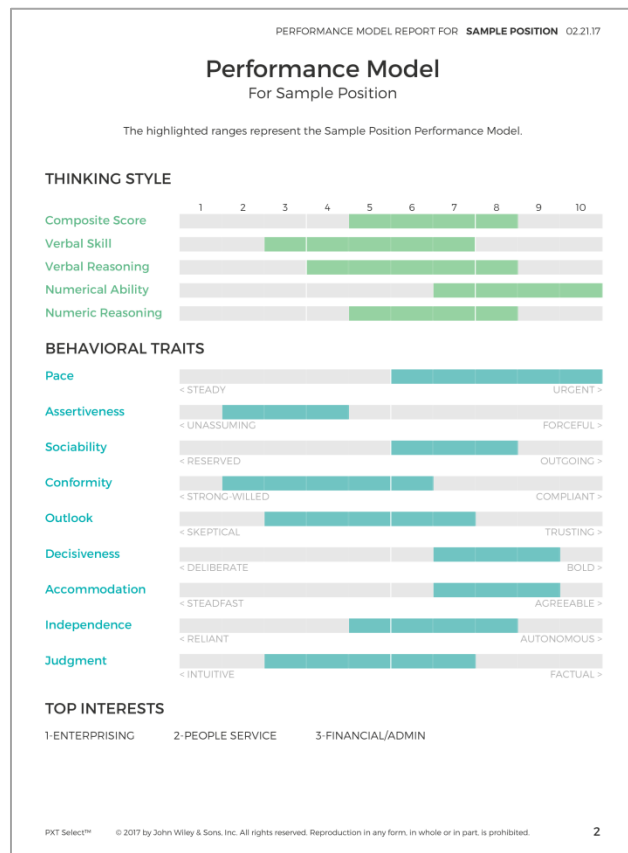 PERFORMANCE MODEL REPORT FOR SAMPLE POSITION 02.21.17
Performance Model
For Sample Position
The highlighted ranges represent the Sample Position Performance Model.
THINKING STYLE
1 2 3 4 5 6 7 8 9 10
Composite Score
Verbal Skill
Verbal Reasoning
Numerical Ability
Numeric Reasoning
BEHAVIORAL TRAITS
Pace
< STEADY URGENT >
Assertiveness
< UNASSUMING FORCEFUL >
Sociability
< RESERVED OUTGOING >
Conformity
< STRONG-WILLED COMPLIANT >
Outlook
< SKEPTICAL TRUSTING >
Decisiveness
< DELIBERATE BOLD >
Accommodation
< STEADFAST AGREEABLE >
Independence
< RELIANT AUTONOMOUS >
Judgment
< INTUITIVE FACTUAL >
TOP INTERESTS
1-ENTERPRISING 2-PEOPLE SERVICE 3-FINANCIAL/ADMIN
PXT Select™ © 2017 by John Wiley & Sons, Inc. All rights reserved. Reproduction in any form, in whole or in part, is prohibited. 2